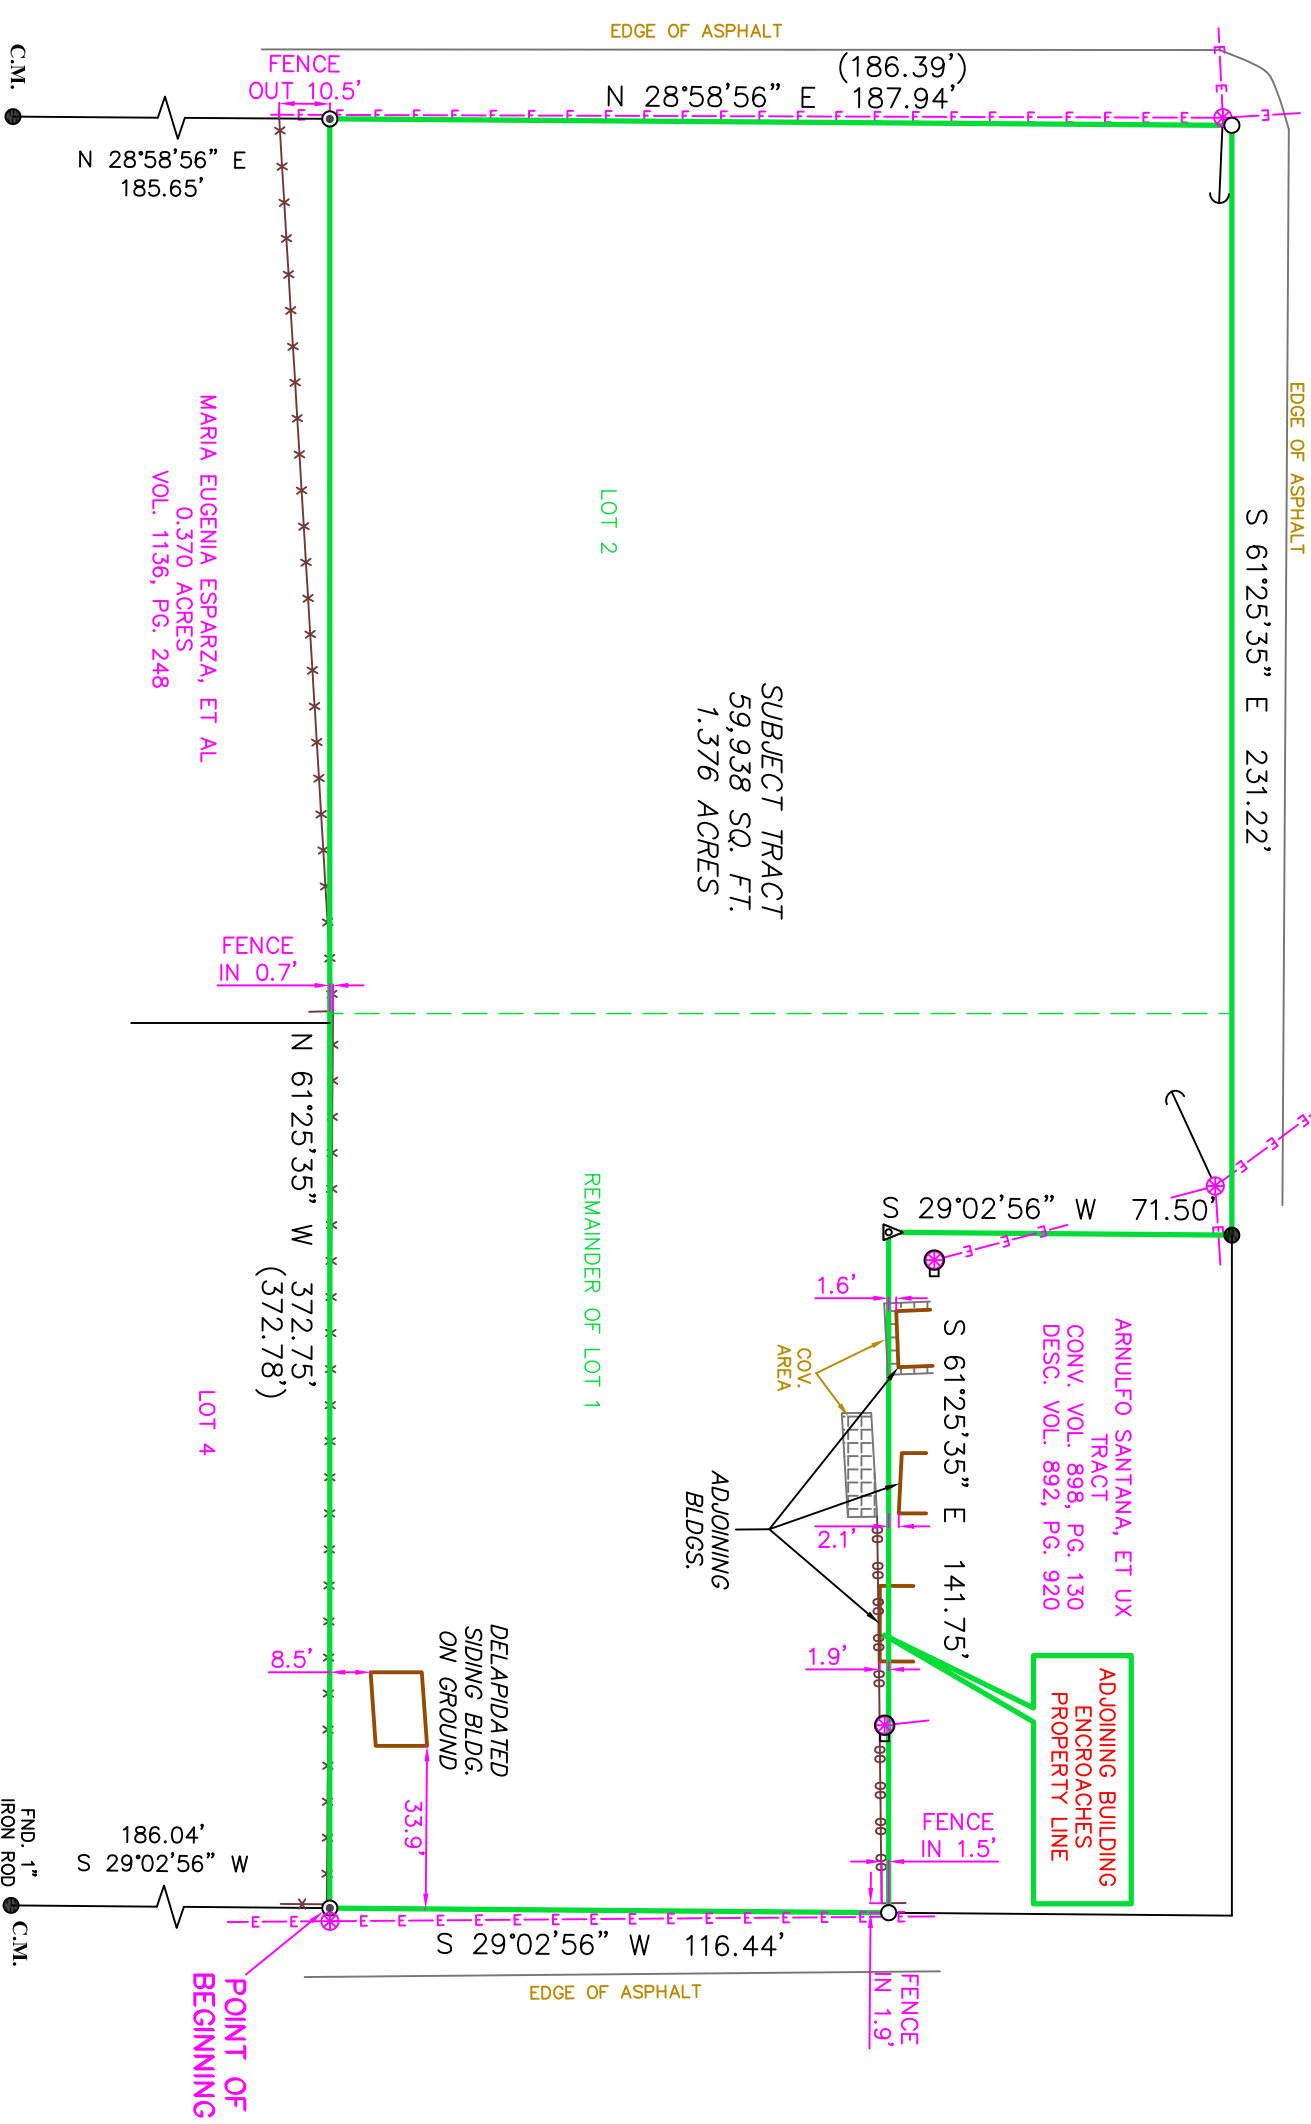 EDGE OF ASPHALT
(186.39')
N 28°58'56" E 187.94'
FENCE
OUT 10.5'
C.M.
N 28°58'56" E
185.65'
EDGE OF ASPHALT
S 61°25'35" E 231.22'
MARIA EUGENIA ESPARZA, ET AL
0.370 ACRES
VOL. 1136, PG. 248
LOT 2
SUBJECT TRACT
59,938 SQ. FT.
1.376 ACRES
FENCE
IN 0.7'
N 61°25'35" W 372.75'
(372.78')
REMAINDER OF LOT 1
LOT 4
S 29°02'56" W 71.50'
1.6'
COV.
AREA
S 61°25'35" E 141.75'
ARNULFO SANTANA, ET UX
TRACT
CONV. VOL. 898, PG. 130
DESC. VOL. 892, PG. 920
ADJOINING
BLDGS.
2.1'
1.9'
ADJOINING BUILDING
ENCROACHES
PROPERTY LINE
8.5'
DELAPIDATED
SIDING BLDG.
ON GROUND
33.9'
FENCE
IN 1.5'
186.04'
S 29°02'56" W
FND. 1"
IRON ROD
C.M.
S 29°02'56" W 116.44'
EDGE OF ASPHALT
FENCE
IN 1.9'
POINT OF
BEGINNING